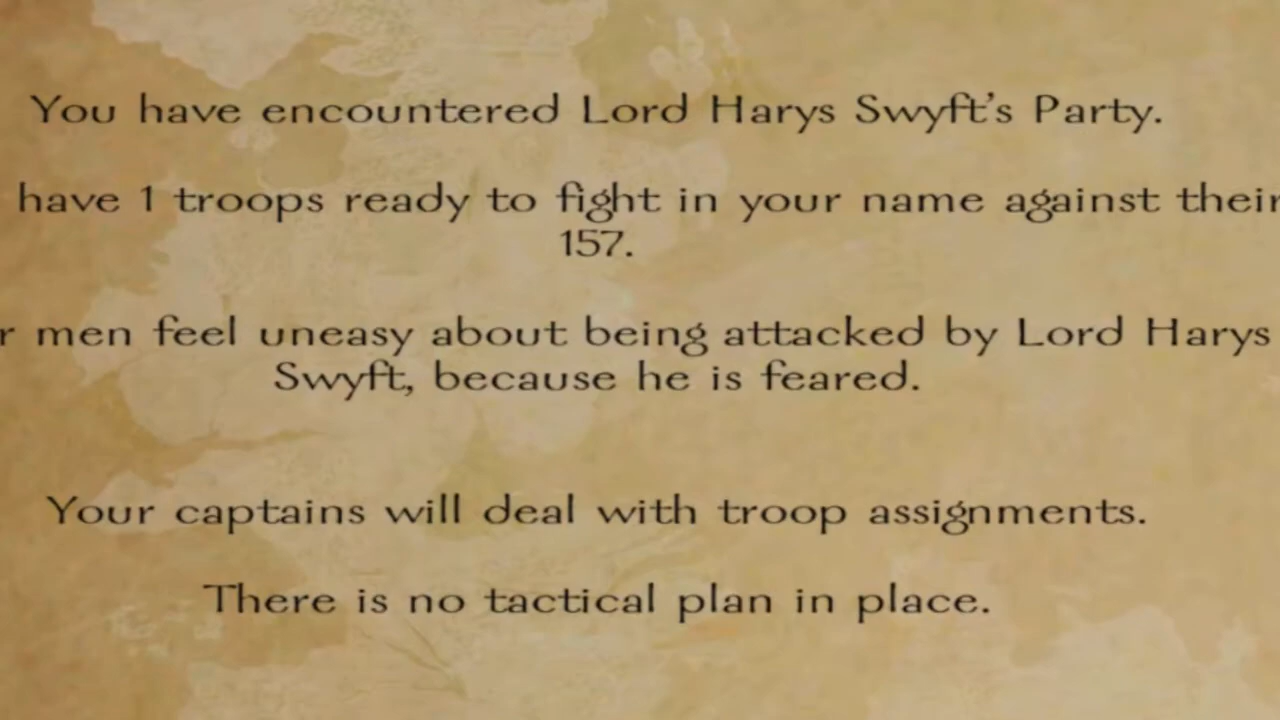 You have encountered Lord Harys Swyft's Party.
have 1 troops ready to fight in your name against their
157.
r men feel uneasy about being attacked by Lord Harys
Swyft, because he is feared.
Your captains will deal with troop assignments.
There is no tactical plan in place.